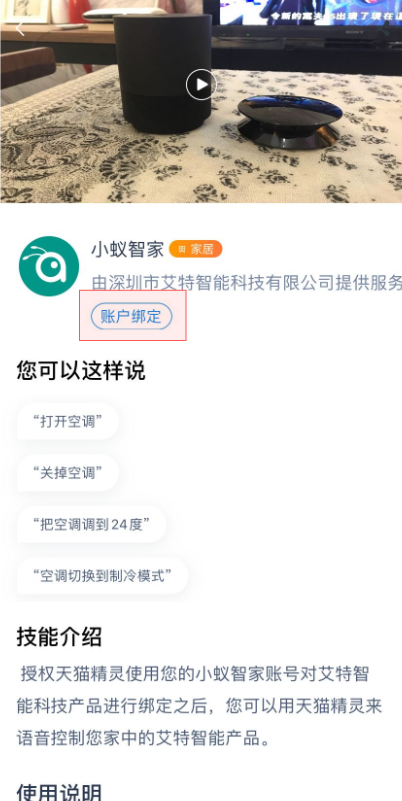 小蚁智家
家居
由深圳市艾特智能科技有限公司提供服务
账户绑定
您可以这样说
“打开空调”
“关掉空调”
“把空调调到24度”
“空调切换到制冷模式”
技能介绍
授权天猫精灵使用您的小蚁智家账号对艾特智
能科技产品进行绑定之后，您可以用天猫精灵来
语音控制您家中的艾特智能产品。
使用说明